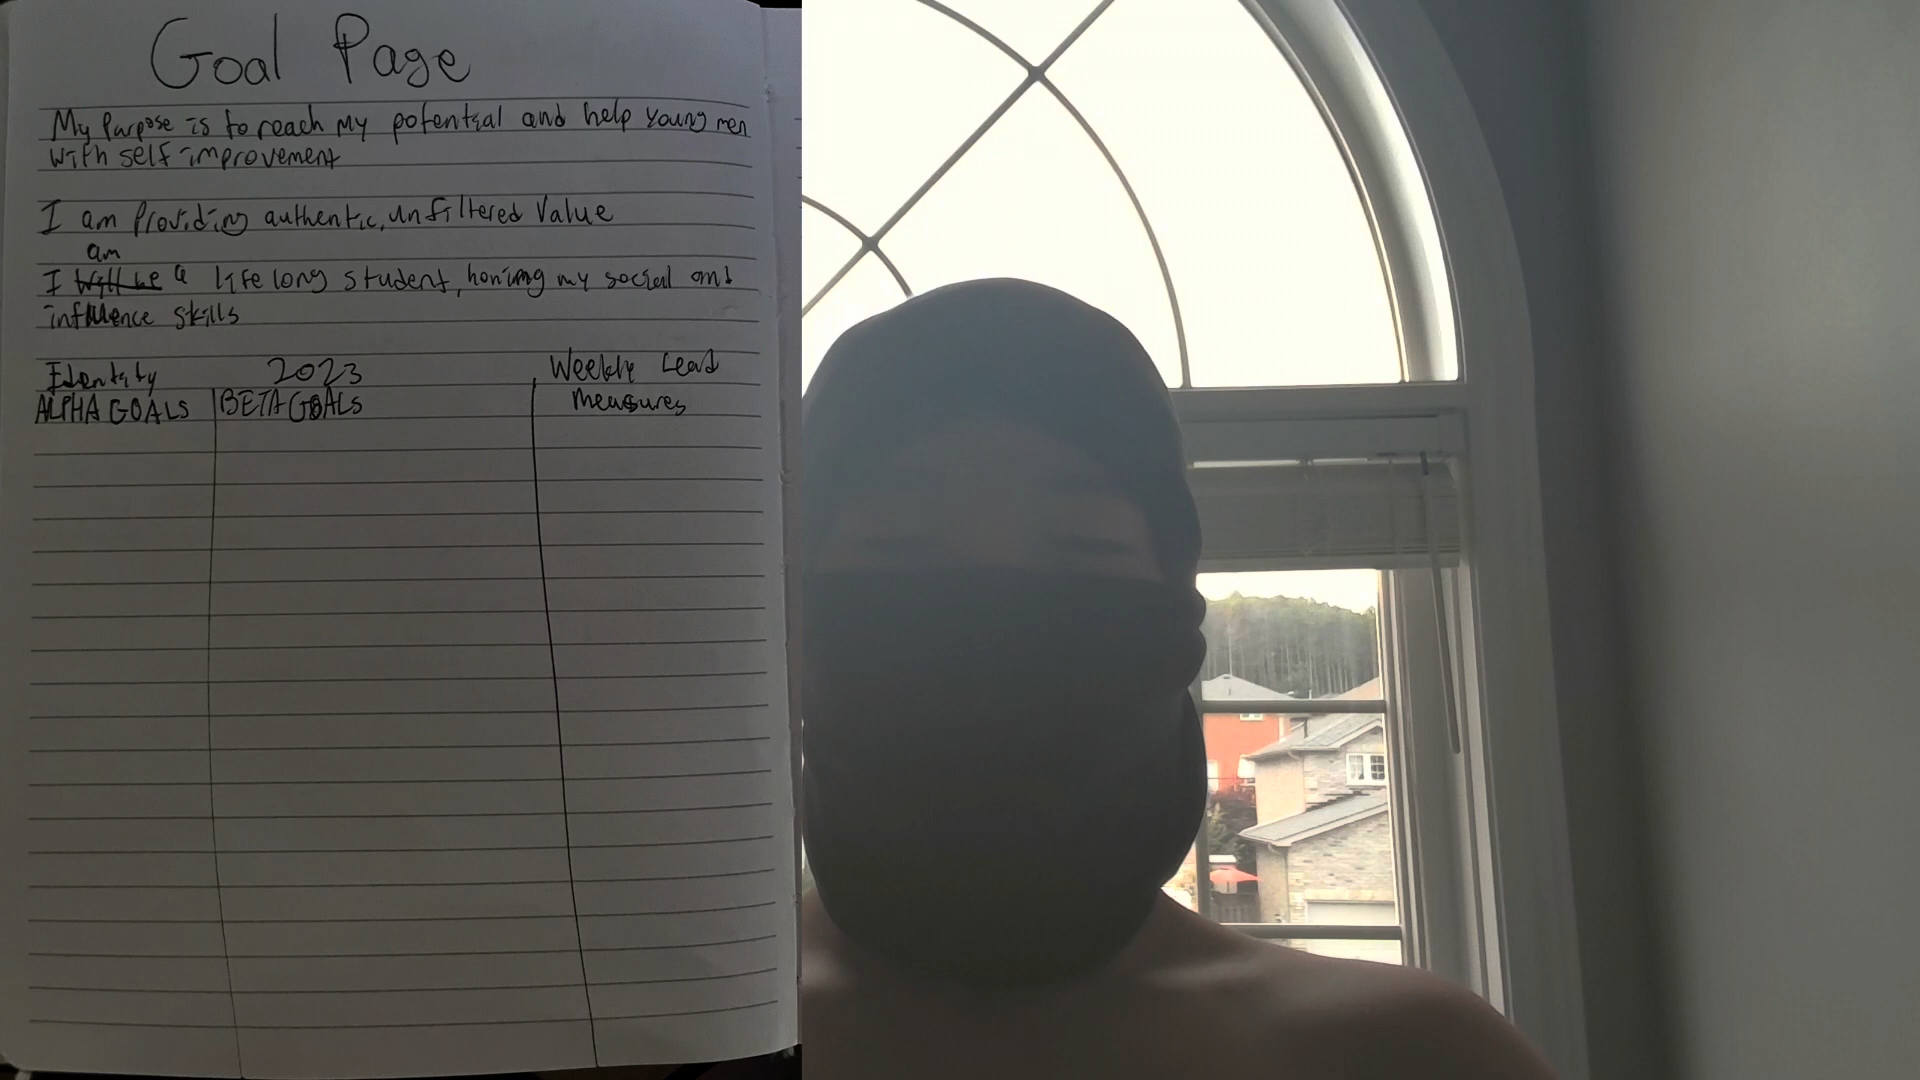 Goal Page
My Purpose is to reach my potential and help young men
with self improvement
I am Providing authentic, unfiltered Value
am
I will be a life long student, honing my social and
influence skills
Identity 2023 Weekly Lead
ALPHA GOALS BETA GOALS Measures